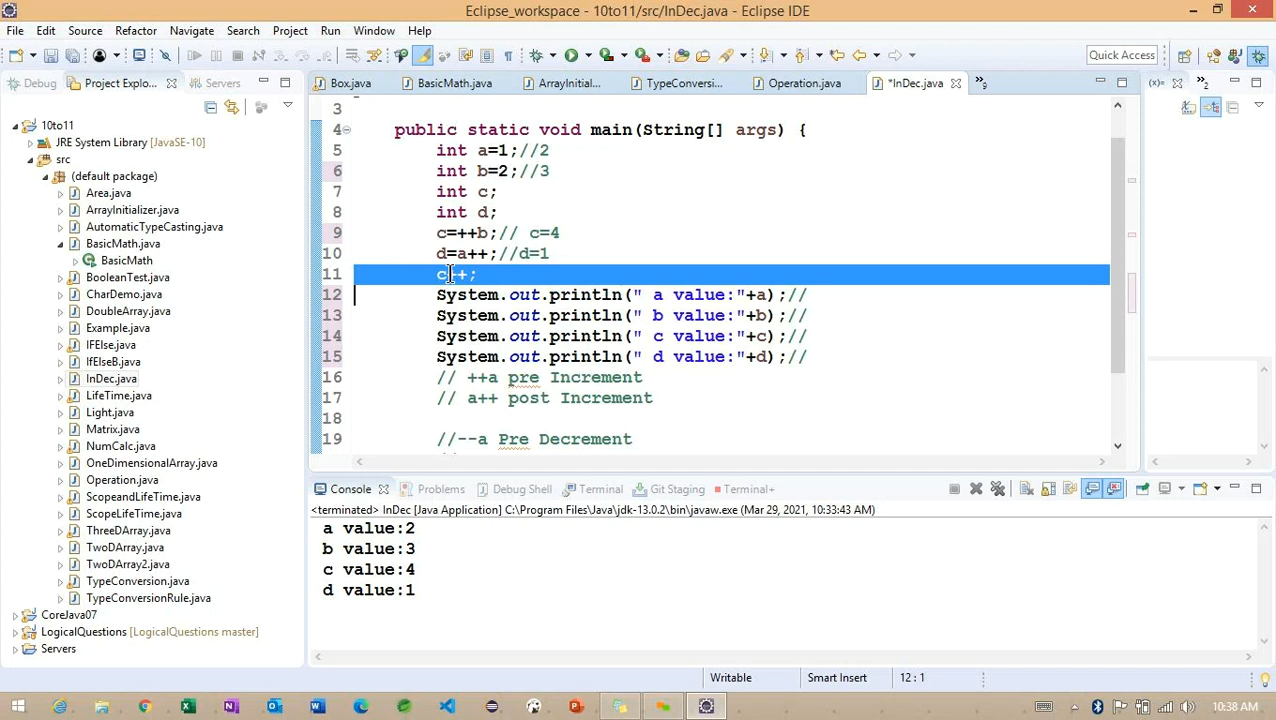 Eclipse_workspace - 10to11/src/InDec.java - Eclipse IDE
File Edit Source Refactor Navigate Search Project Run Window Help
Quick Access
Debug Project Explo... Servers
Box.java BasicMath.java ArrayInitial... TypeConversi... Operation.java *InDec.java »9
(x)= »2
10to11
JRE System Library [JavaSE-10]
src
(default package)
Area.java
ArrayInitializer.java
AutomaticTypeCasting.java
BasicMath.java
BasicMath
BooleanTest.java
CharDemo.java
DoubleArray.java
Example.java
IFElse.java
IfElseB.java
InDec.java
LifeTime.java
Light.java
Matrix.java
NumCalc.java
OneDimensionalArray.java
Operation.java
ScopeandLifeTime.java
ScopeLifeTime.java
ThreeDArray.java
TwoDArray.java
TwoDArray2.java
TypeConversion.java
TypeConversionRule.java
CoreJava07
LogicalQuestions [LogicalQuestions master]
Servers
3
4 public static void main(String[] args) {
5 int a=1;//2
6 int b=2;//3
7 int c;
8 int d;
9 c=++b;// c=4
10 d=a++;//d=1
11 c++;
12 System.out.println(" a value:"+a);//
13 System.out.println(" b value:"+b);//
14 System.out.println(" c value:"+c);//
15 System.out.println(" d value:"+d);//
16 // ++a pre Increment
17 // a++ post Increment
18
19 //--a Pre Decrement
Console Problems Debug Shell Terminal Git Staging Terminal+
<terminated> InDec [Java Application] C:\Program Files\Java\jdk-13.0.2\bin\javaw.exe (Mar 29, 2021, 10:33:43 AM)
a value:2
b value:3
c value:4
d value:1
Writable Smart Insert 12 : 1
10:38 AM